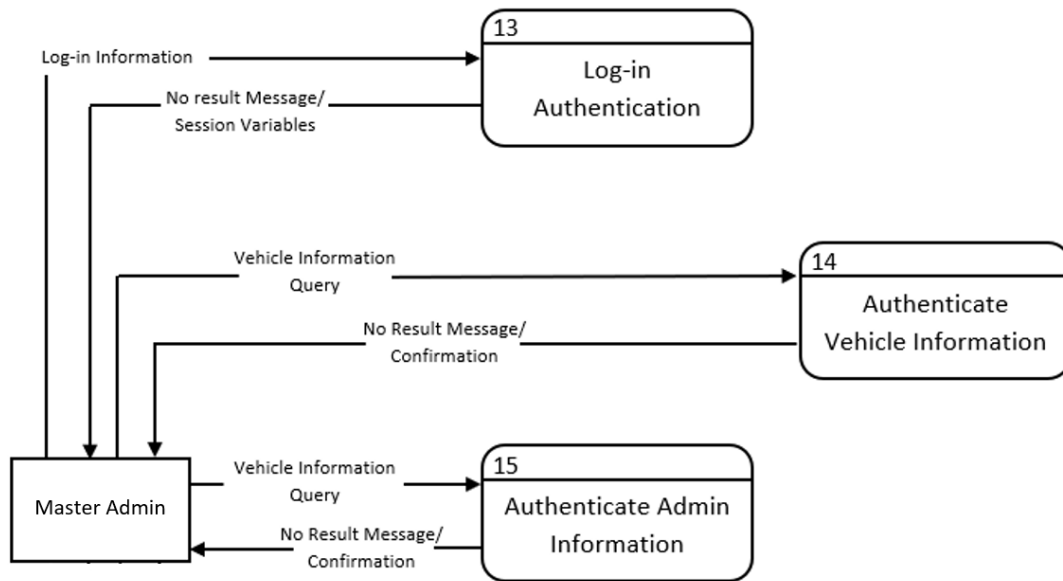 13
Log-in Information
Log-in
Authentication
No result Message/
Session Variables
Vehicle Information
Query
14
Authenticate
Vehicle Information
No Result Message/
Confirmation
Master Admin
Vehicle Information
Query
15
Authenticate Admin
Information
No Result Message/
Confirmation